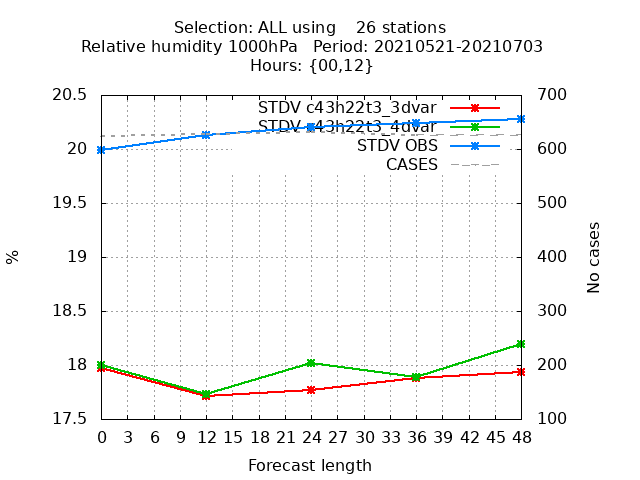 Selection: ALL using    26 stations
Relative humidity 1000hPa   Period: 20210521-20210703
Hours: {00,12}
STDV c43h22t3_3dvar
STDV c43h22t3_4dvar
STDV OBS
CASES
20.5
20
19.5
19
18.5
18
17.5
%
700
600
500
400
300
200
100
No cases
0 3 6 9 12 15 18 21 24 27 30 33 36 39 42 45 48
Forecast length